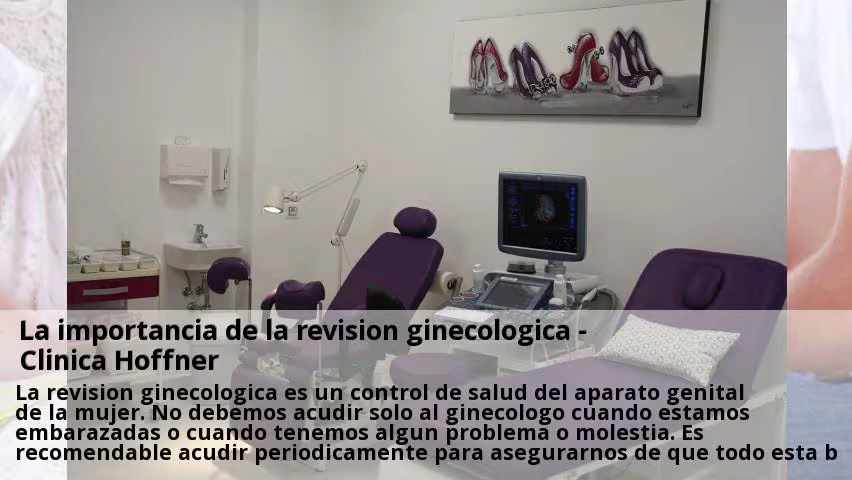 La importancia de la revision ginecologica -
Clínica Hoffner
La revision ginecologica es un control de salud del aparato genital
de la mujer. No debemos acudir solo al ginecologo cuando estamos
embarazadas o cuando tenemos algun problema o molestia. Es
recomendable acudir periodicamente para asegurarnos de que todo esta b